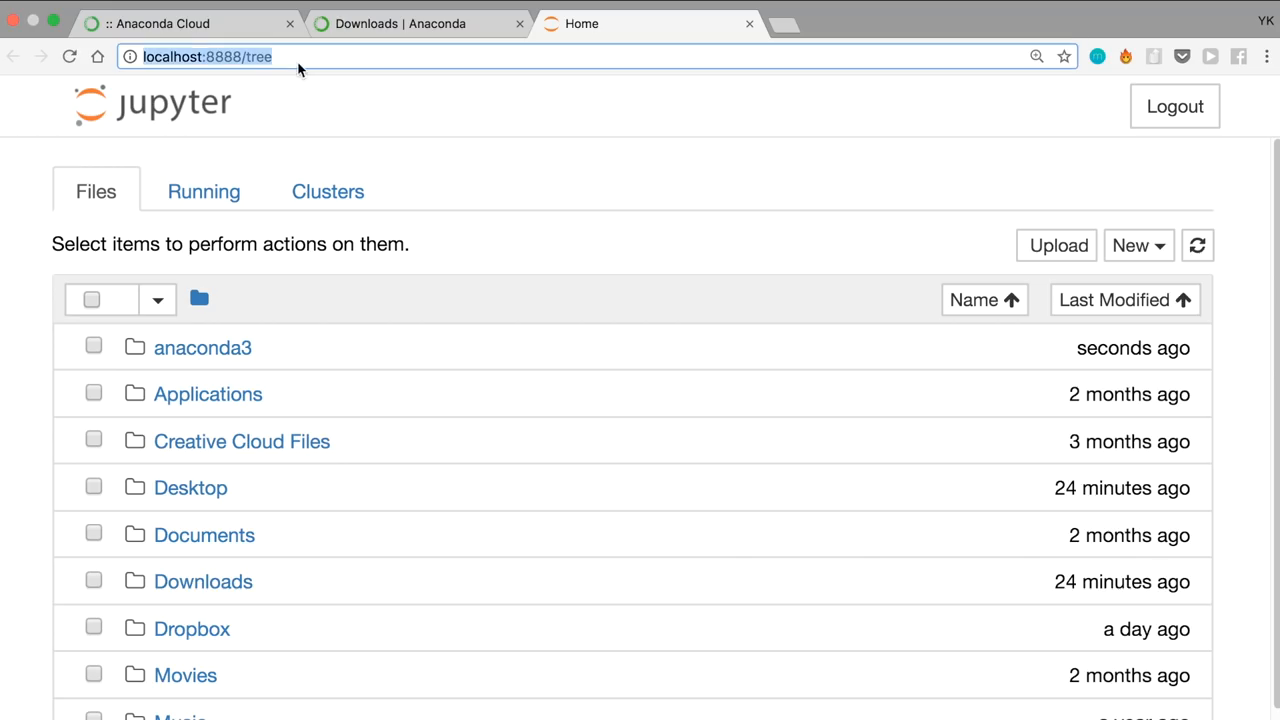 :: Anaconda Cloud
Downloads | Anaconda
Home
YK
localhost:8888/tree
jupyter
Logout
Files
Running
Clusters
Select items to perform actions on them.
Upload
New
Name
Last Modified
anaconda3
seconds ago
Applications
2 months ago
Creative Cloud Files
3 months ago
Desktop
24 minutes ago
Documents
2 months ago
Downloads
24 minutes ago
Dropbox
a day ago
Movies
2 months ago
Music
a year ago